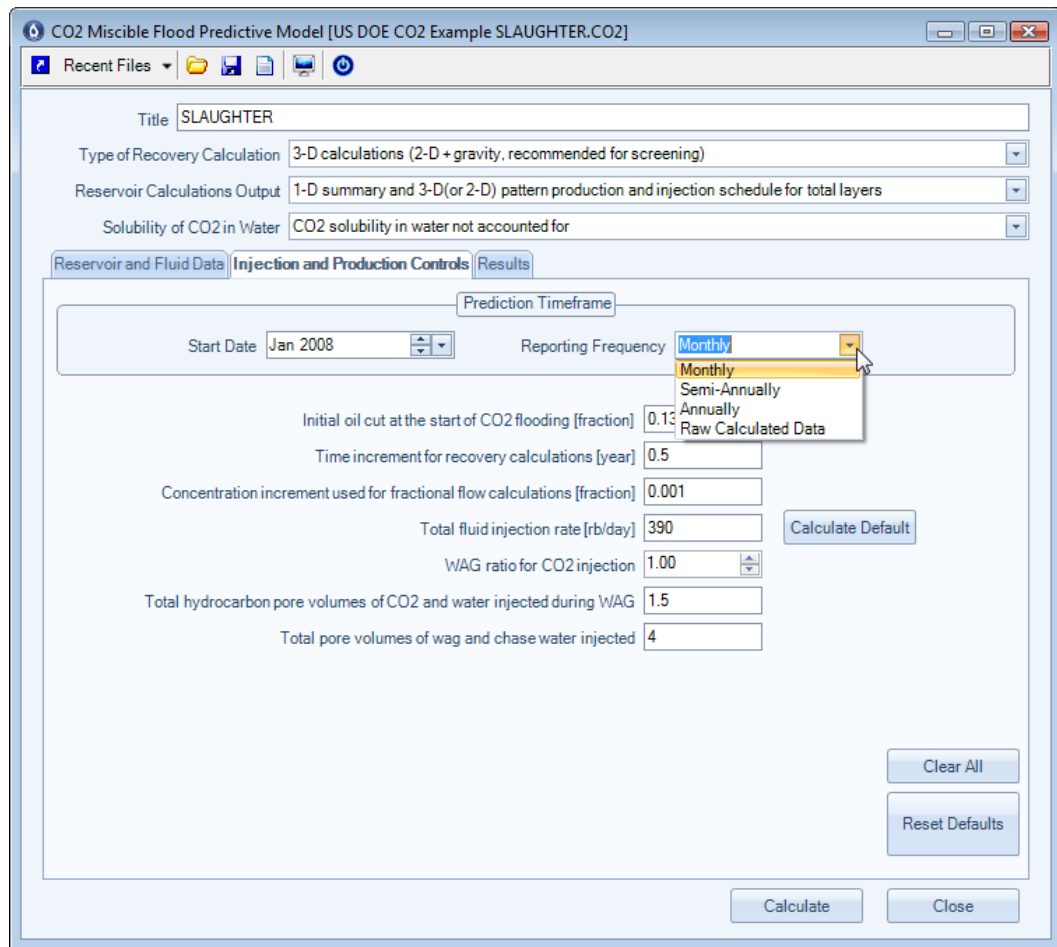 CO2 Miscible Flood Predictive Model [US DOE CO2 Example SLAUGHTER.CO2]
Recent Files
Title SLAUGHTER
Type of Recovery Calculation 3-D calculations (2-D + gravity, recommended for screening)
Reservoir Calculations Output 1-D summary and 3-D(or 2-D) pattern production and injection schedule for total layers
Solubility of CO2 in Water CO2 solubility in water not accounted for
Reservoir and Fluid Data Injection and Production Controls Results
Prediction Timeframe
Start Date Jan 2008 Reporting Frequency Monthly
Monthly
Semi-Annually
Annually
Raw Calculated Data
Initial oil cut at the start of CO2 flooding [fraction]
Time increment for recovery calculations [year] 0.5
Concentration increment used for fractional flow calculations [fraction] 0.001
Total fluid injection rate [rb/day] 390 Calculate Default
WAG ratio for CO2 injection 1.00
Total hydrocarbon pore volumes of CO2 and water injected during WAG 1.5
Total pore volumes of wag and chase water injected 4
Clear All
Reset Defaults
Calculate Close